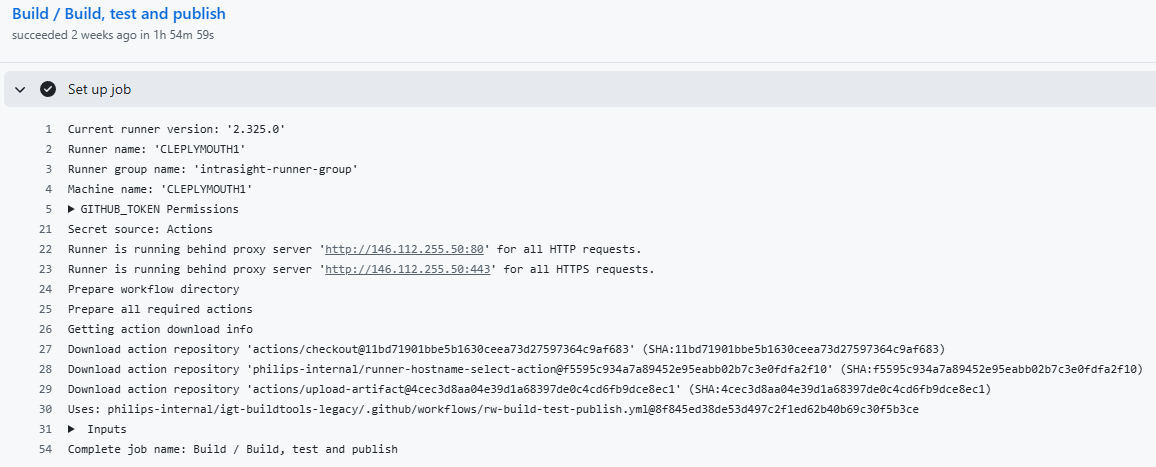 Build / Build, test and publish
succeeded 2 weeks ago in 1h 54m 59s
Set up job
1 Current runner version: '2.325.0'
2 Runner name: 'CLEPLYMOUTH1'
3 Runner group name: 'intrasight-runner-group'
4 Machine name: 'CLEPLYMOUTH1'
5 GITHUB_TOKEN Permissions
21 Secret source: Actions
22 Runner is running behind proxy server 'http://146.112.255.50:80' for all HTTP requests.
23 Runner is running behind proxy server 'http://146.112.255.50:443' for all HTTPS requests.
24 Prepare workflow directory
25 Prepare all required actions
26 Getting action download info
27 Download action repository 'actions/checkout@11bd71901bbe5b1630ceea73d27597364c9af683' (SHA:11bd71901bbe5b1630ceea73d27597364c9af683)
28 Download action repository 'philips-internal/runner-hostname-select-action@f5595c934a7a89452e95eabb02b7c3e0fdfa2f10' (SHA:f5595c934a7a89452e95eabb02b7c3e0fdfa2f10)
29 Download action repository 'actions/upload-artifact@4cec3d8aa04e39d1a68397de0c4cd6fb9dce8ec1' (SHA:4cec3d8aa04e39d1a68397de0c4cd6fb9dce8ec1)
30 Uses: philips-internal/igt-buildtools-legacy/.github/workflows/rw-build-test-publish.yml@8f845ed38de53d497c2f1ed62b40b69c30f5b3ce
31 Inputs
54 Complete job name: Build / Build, test and publish